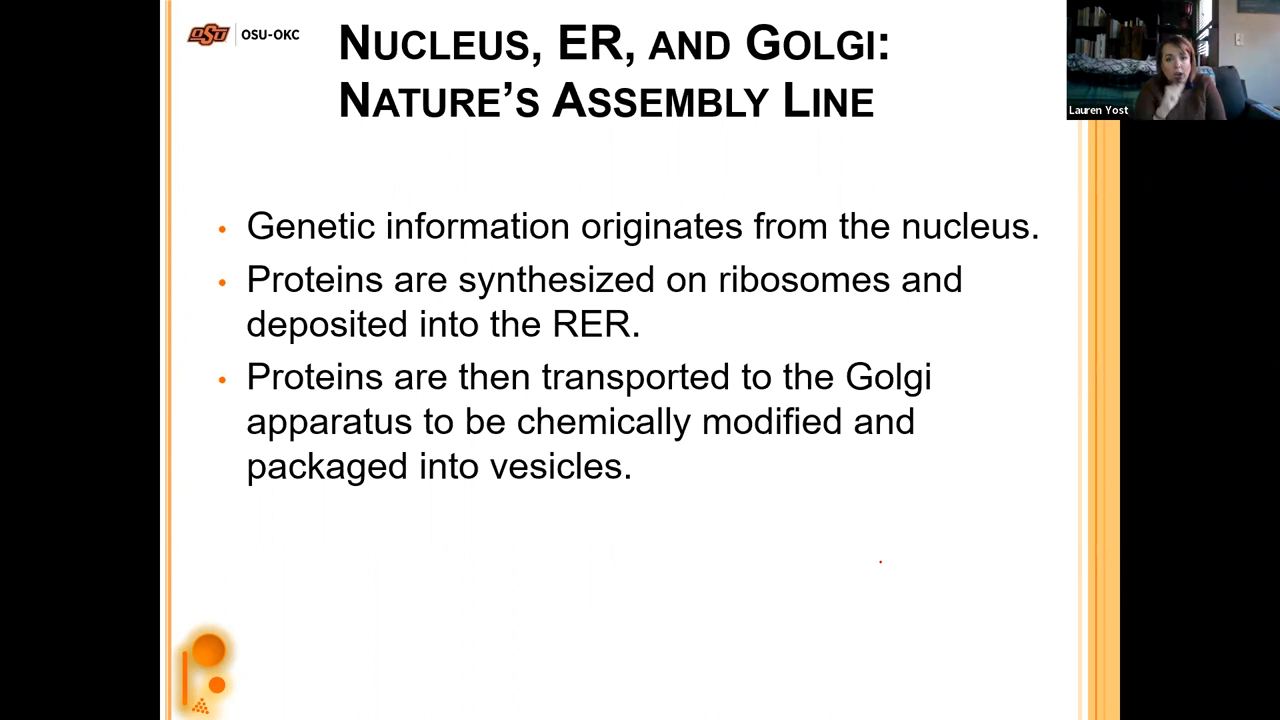 OSU OSU-OKC
NUCLEUS, ER, AND GOLGI:
NATURE'S ASSEMBLY LINE
Lauren Yost
• Genetic information originates from the nucleus.
• Proteins are synthesized on ribosomes and
deposited into the RER.
• Proteins are then transported to the Golgi
apparatus to be chemically modified and
packaged into vesicles.